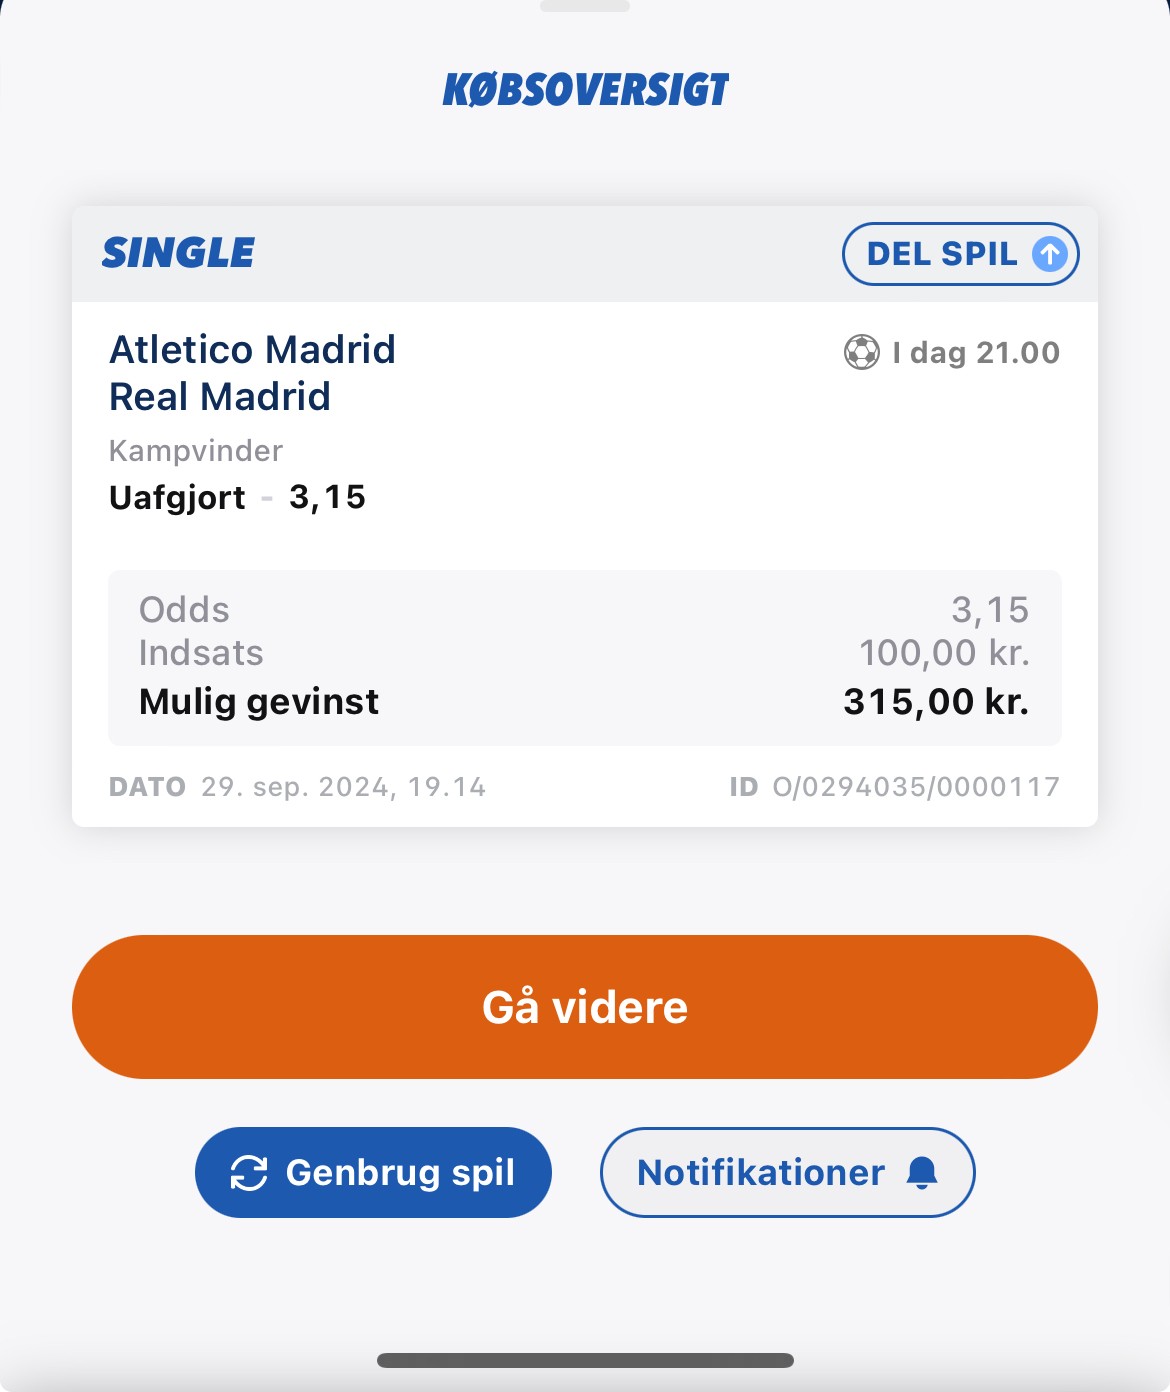 KØBSOVERSIGT
SINGLE
DEL SPIL
Atletico Madrid
I dag 21.00
Real Madrid
Kampvinder
Uafgjort - 3,15
Odds 3,15
Indsats 100,00 kr.
Mulig gevinst 315,00 kr.
DATO 29. sep. 2024, 19.14
ID O/0294035/0000117
Gå videre
Genbrug spil
Notifikationer